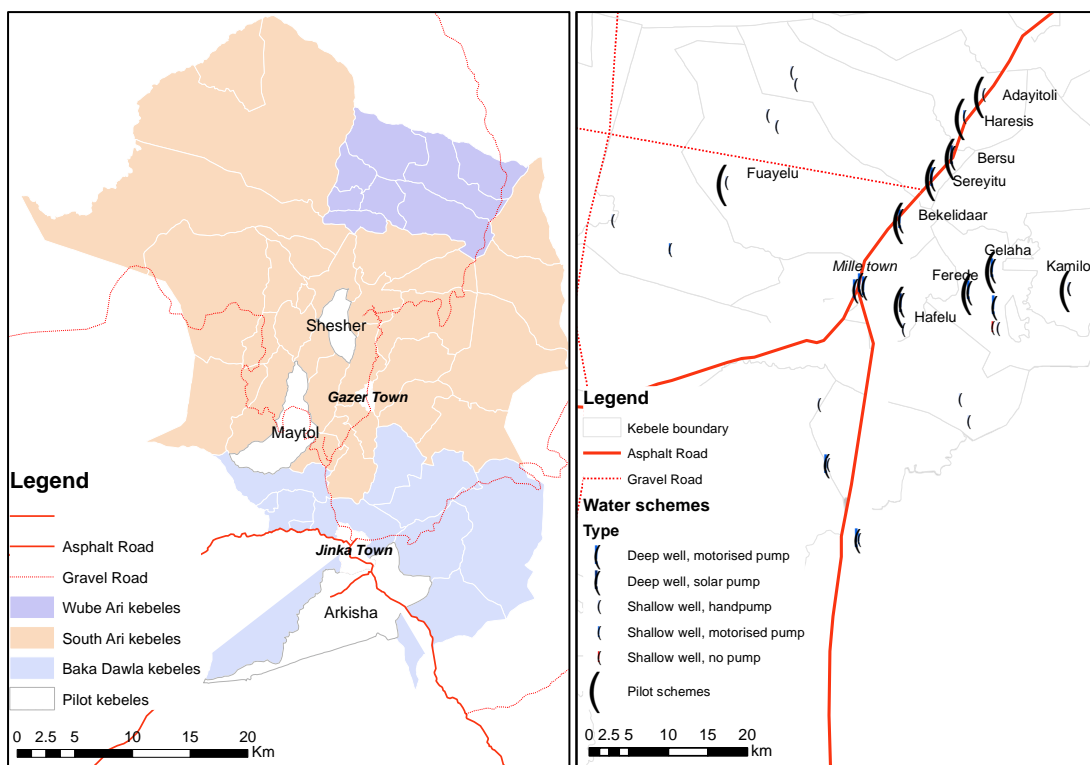 Shesher
Gazer Town
Maytol
Jinka Town
Arkisha
Legend
Asphalt Road
Gravel Road
Wube Ari kebeles
South Ari kebeles
Baka Dawla kebeles
Pilot kebeles
0 2.5 5 10 15 20
Km
Adayitoli
Haresis
Bersu
Fuayelu
Sereyitu
Bekelidaar
Gelaha
Mille town
Ferede
Kamilo
Hafelu
Legend
Kebele boundary
Asphalt Road
Gravel Road
Water schemes
Type
Deep well, motorised pump
Deep well, solar pump
Shallow well, handpump
Shallow well, motorised pump
Shallow well, no pump
Pilot schemes
0 2.5 5 10 15 20
km